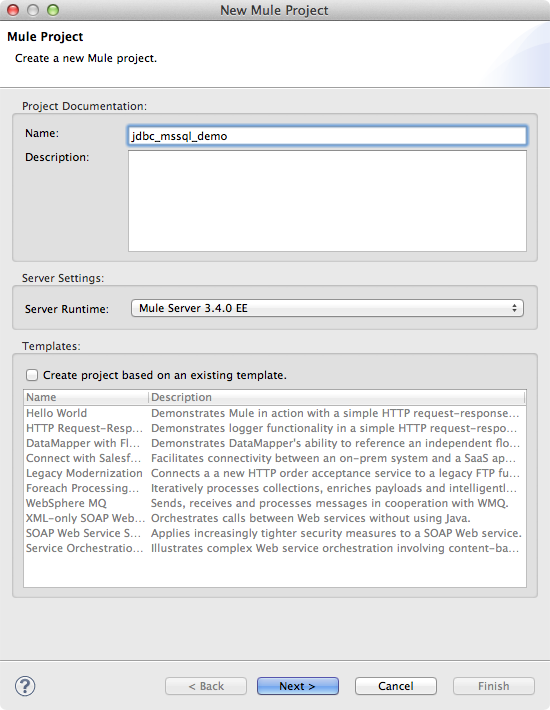 New Mule Project
Mule Project
Create a new Mule project.
Project Documentation:
Name: jdbc_mssql_demo
Description:
Server Settings:
Server Runtime: Mule Server 3.4.0 EE
Templates:
Create project based on an existing template.
Name Description
Hello World Demonstrates Mule in action with a simple HTTP request-response...
HTTP Request-Resp... Demonstrates logger functionality in a simple HTTP request-respo...
DataMapper with Fl... Demonstrates DataMapper's ability to reference an independent flo...
Connect with Salesf... Facilitates connectivity between an on-prem system and a SaaS ap...
Legacy Modernization Connects a a new HTTP order acceptance service to a legacy FTP fu...
Foreach Processing... Iteratively processes collections, enriches payloads and intelligentl...
WebSphere MQ Sends, receives and processes messages in cooperation with WMQ.
XML-only SOAP Web... Orchestrates calls between Web services without using Java.
SOAP Web Service S... Applies increasingly tighter security measures to a SOAP Web service.
Service Orchestratio... Illustrates complex Web service orchestration involving content-ba...
? < Back Next > Cancel Finish